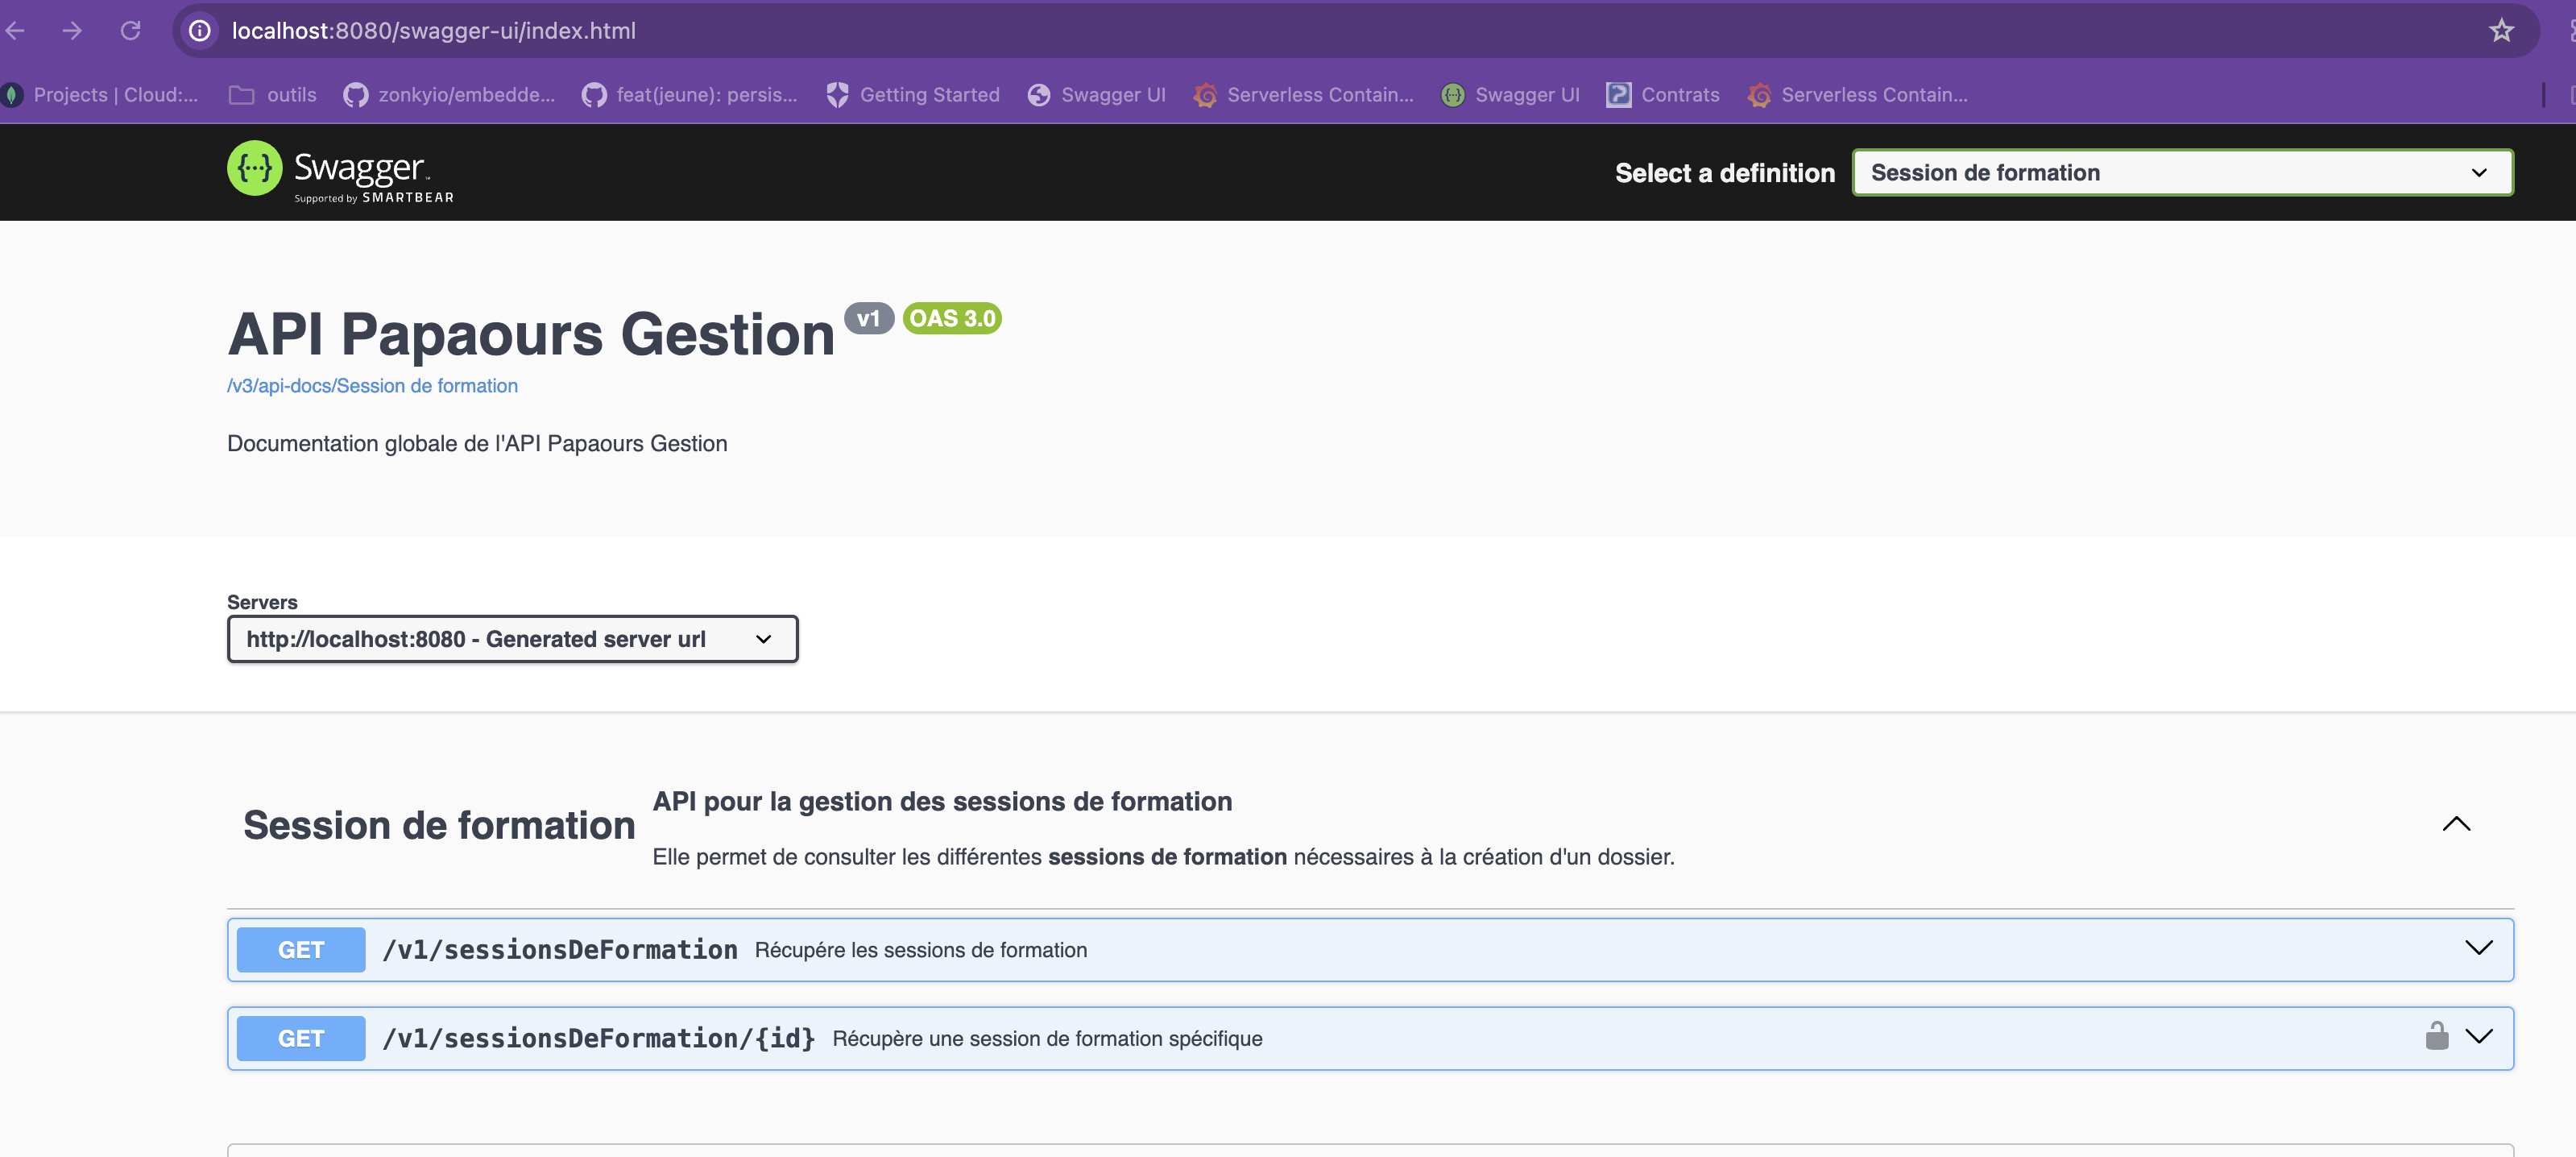 localhost:8080/swagger-ui/index.html
Projects | Cloud:...
outils
zonkyio/embedde...
feat(jeune): persis...
Getting Started
Swagger UI
Serverless Contain...
Swagger UI
Contrats
Serverless Contain...
{...} Swagger.
Supported by SMARTBEAR
Select a definition
Session de formation
API Papaours Gestion v1 OAS 3.0
/v3/api-docs/Session de formation
Documentation globale de l'API Papaours Gestion
Servers
http://localhost:8080 - Generated server url
Session de formation
API pour la gestion des sessions de formation
Elle permet de consulter les différentes sessions de formation nécessaires à la création d'un dossier.
GET /v1/sessionsDeFormation Récupére les sessions de formation
GET /v1/sessionsDeFormation/{id} Récupère une session de formation spécifique